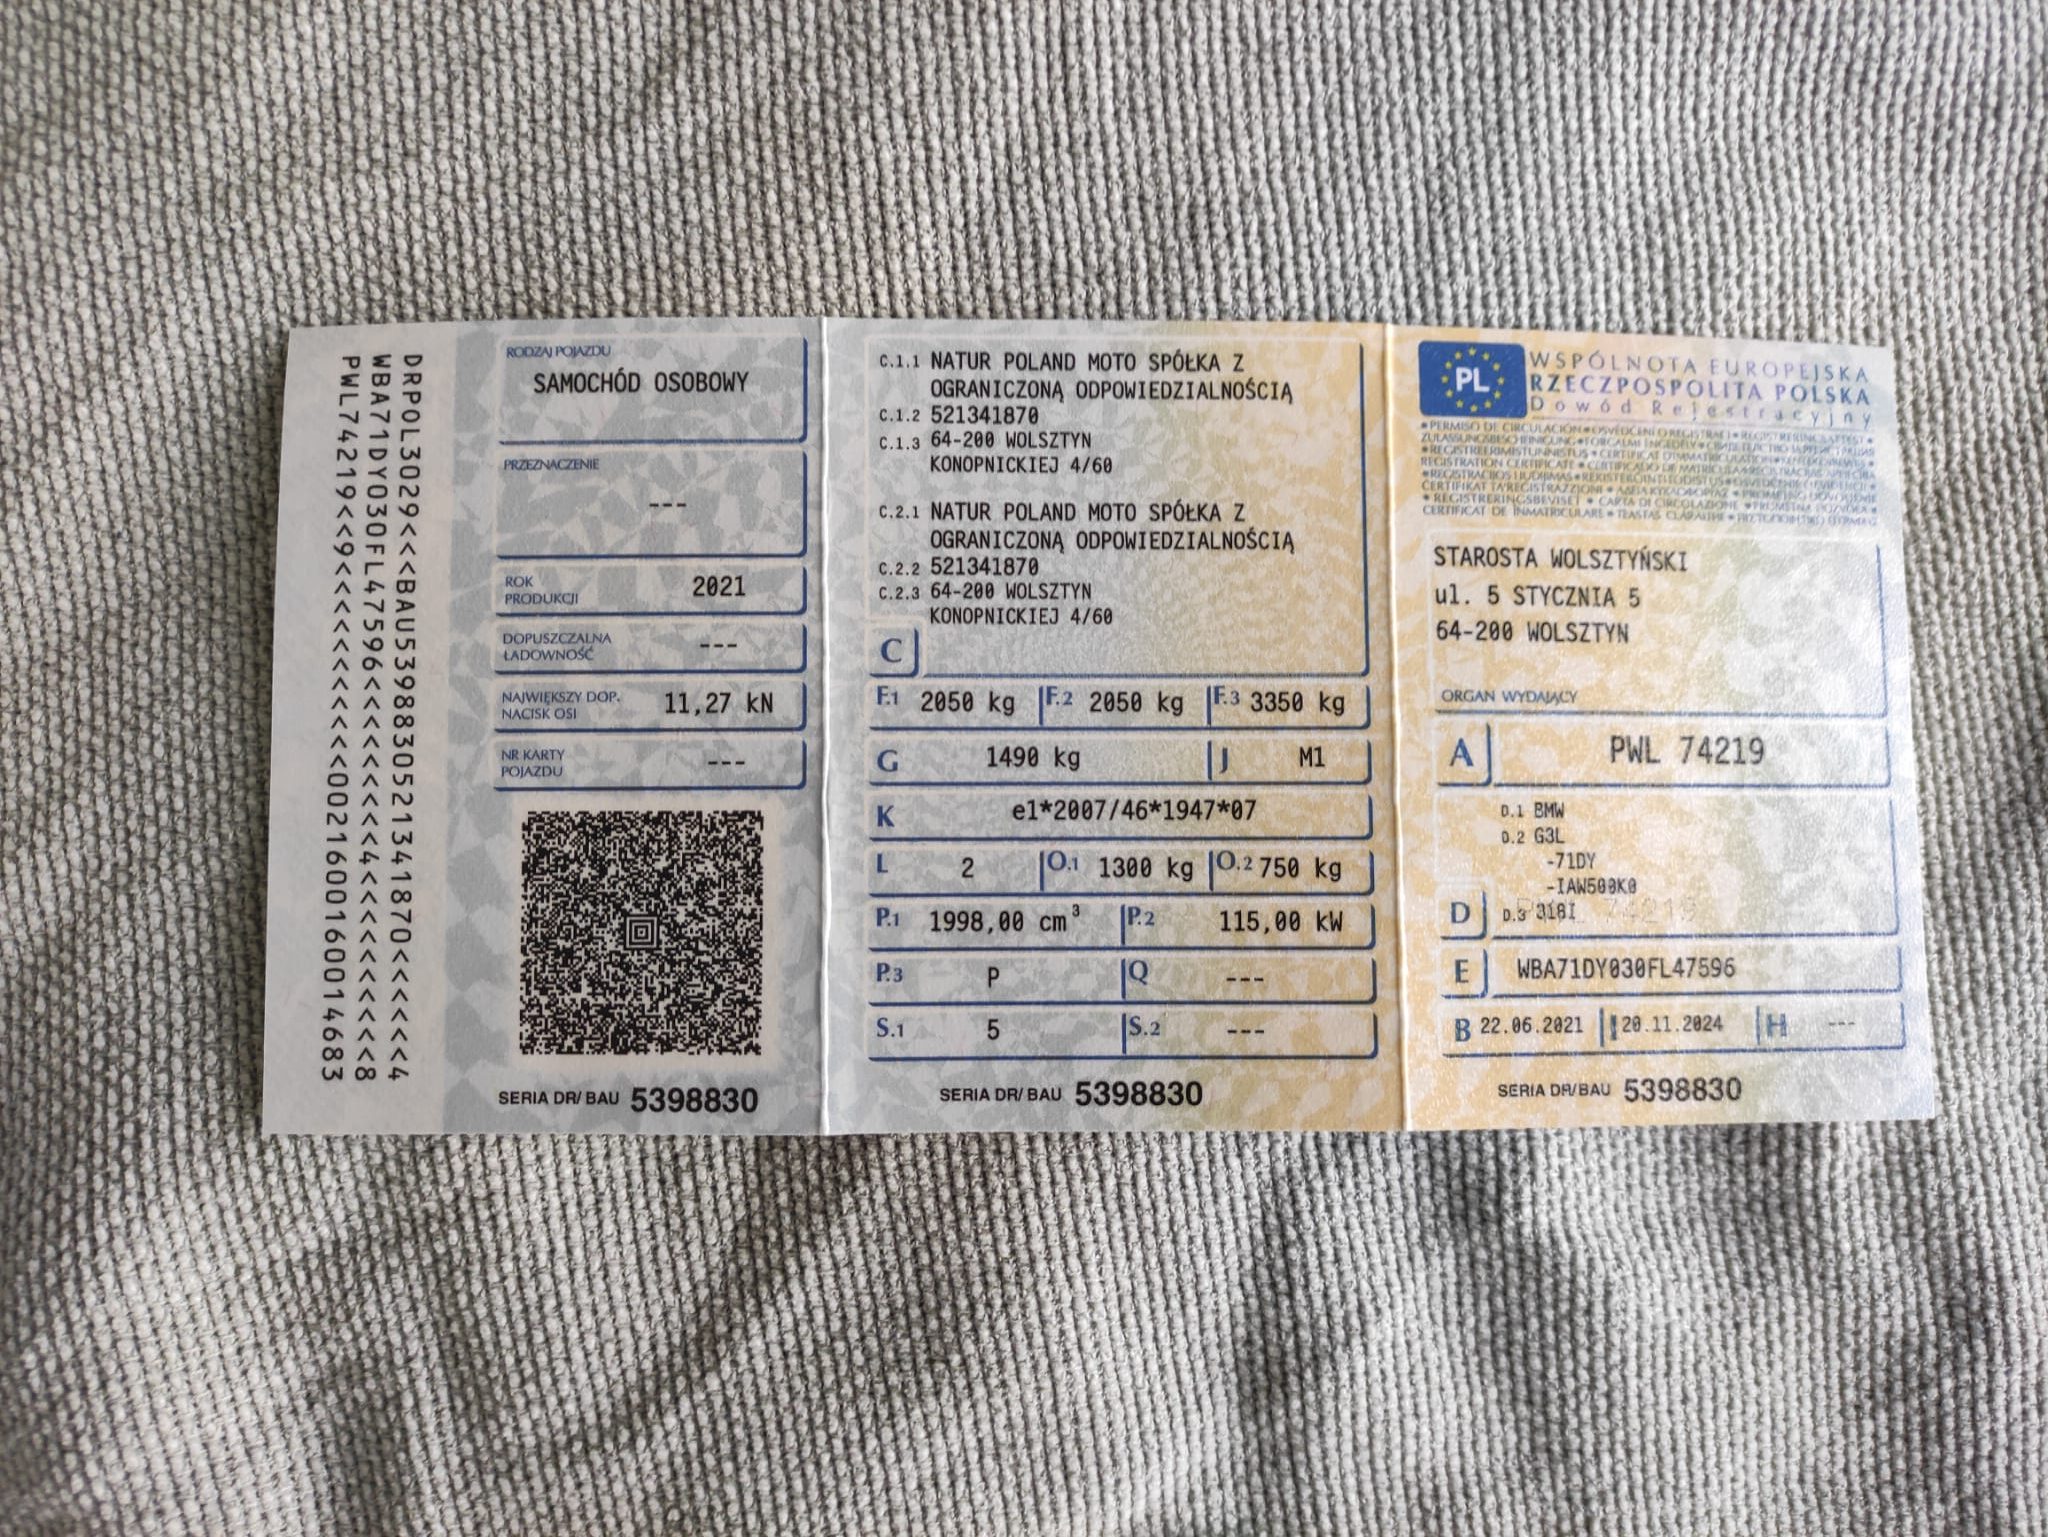 DRPOL3029<<<BAU5398830521341870<<<<<<<4
WBA71DY030FL47596<<<<<<<<4<<<<<<<<<<<8
PWL74219<<9<<<<<<<<<<<<0021600160014683
RODZAJ POJAZDU
SAMOCHÓD OSOBOWY
PRZEZNACZENIE
---
ROK
PRODUKCJI
2021
DOPUSZCZALNA
ŁADOWNOŚĆ
---
NAJWIĘKSZY DOP.
NACISK OSI
11,27 kN
NR KARTY
POJAZDU
---
SERIA DR/ BAU 5398830
C.1.1 NATUR POLAND MOTO SPÓŁKA Z
OGRANICZONĄ ODPOWIEDZIALNOŚCIĄ
C.1.2 521341870
C.1.3 64-200 WOLSZTYN
KONOPNICKIEJ 4/60
C.2.1 NATUR POLAND MOTO SPÓŁKA Z
OGRANICZONĄ ODPOWIEDZIALNOŚCIĄ
C.2.2 521341870
C.2.3 64-200 WOLSZTYN
KONOPNICKIEJ 4/60
C
F.1 2050 kg F.2 2050 kg F.3 3350 kg
G 1490 kg J M1
K e1*2007/46*1947*07
L 2 O.1 1300 kg O.2 750 kg
P.1 1998,00 cm³ P.2 115,00 kW
P.3 P Q ---
S.1 5 S.2 ---
SERIA DR/ BAU 5398830
PL
WSPÓLNOTA EUROPEJSKA
RZECZPOSPOLITA POLSKA
Dowód Rejestracyjny
•PERMISO DE CIRCULACIÓN•
REGISTRATION CERTIFICATE •
STAROSTA WOLSZTYŃSKI
ul. 5 STYCZNIA 5
64-200 WOLSZTYN
ORGAN WYDAJĄCY
A PWL 74219
D.1 BMW
D.2 G3L
-71DY
-IAW500K0
D D.3 318I
E WBA71DY030FL47596
B 22.06.2021 I 20.11.2024 H ---
SERIA DR/BAU 5398830